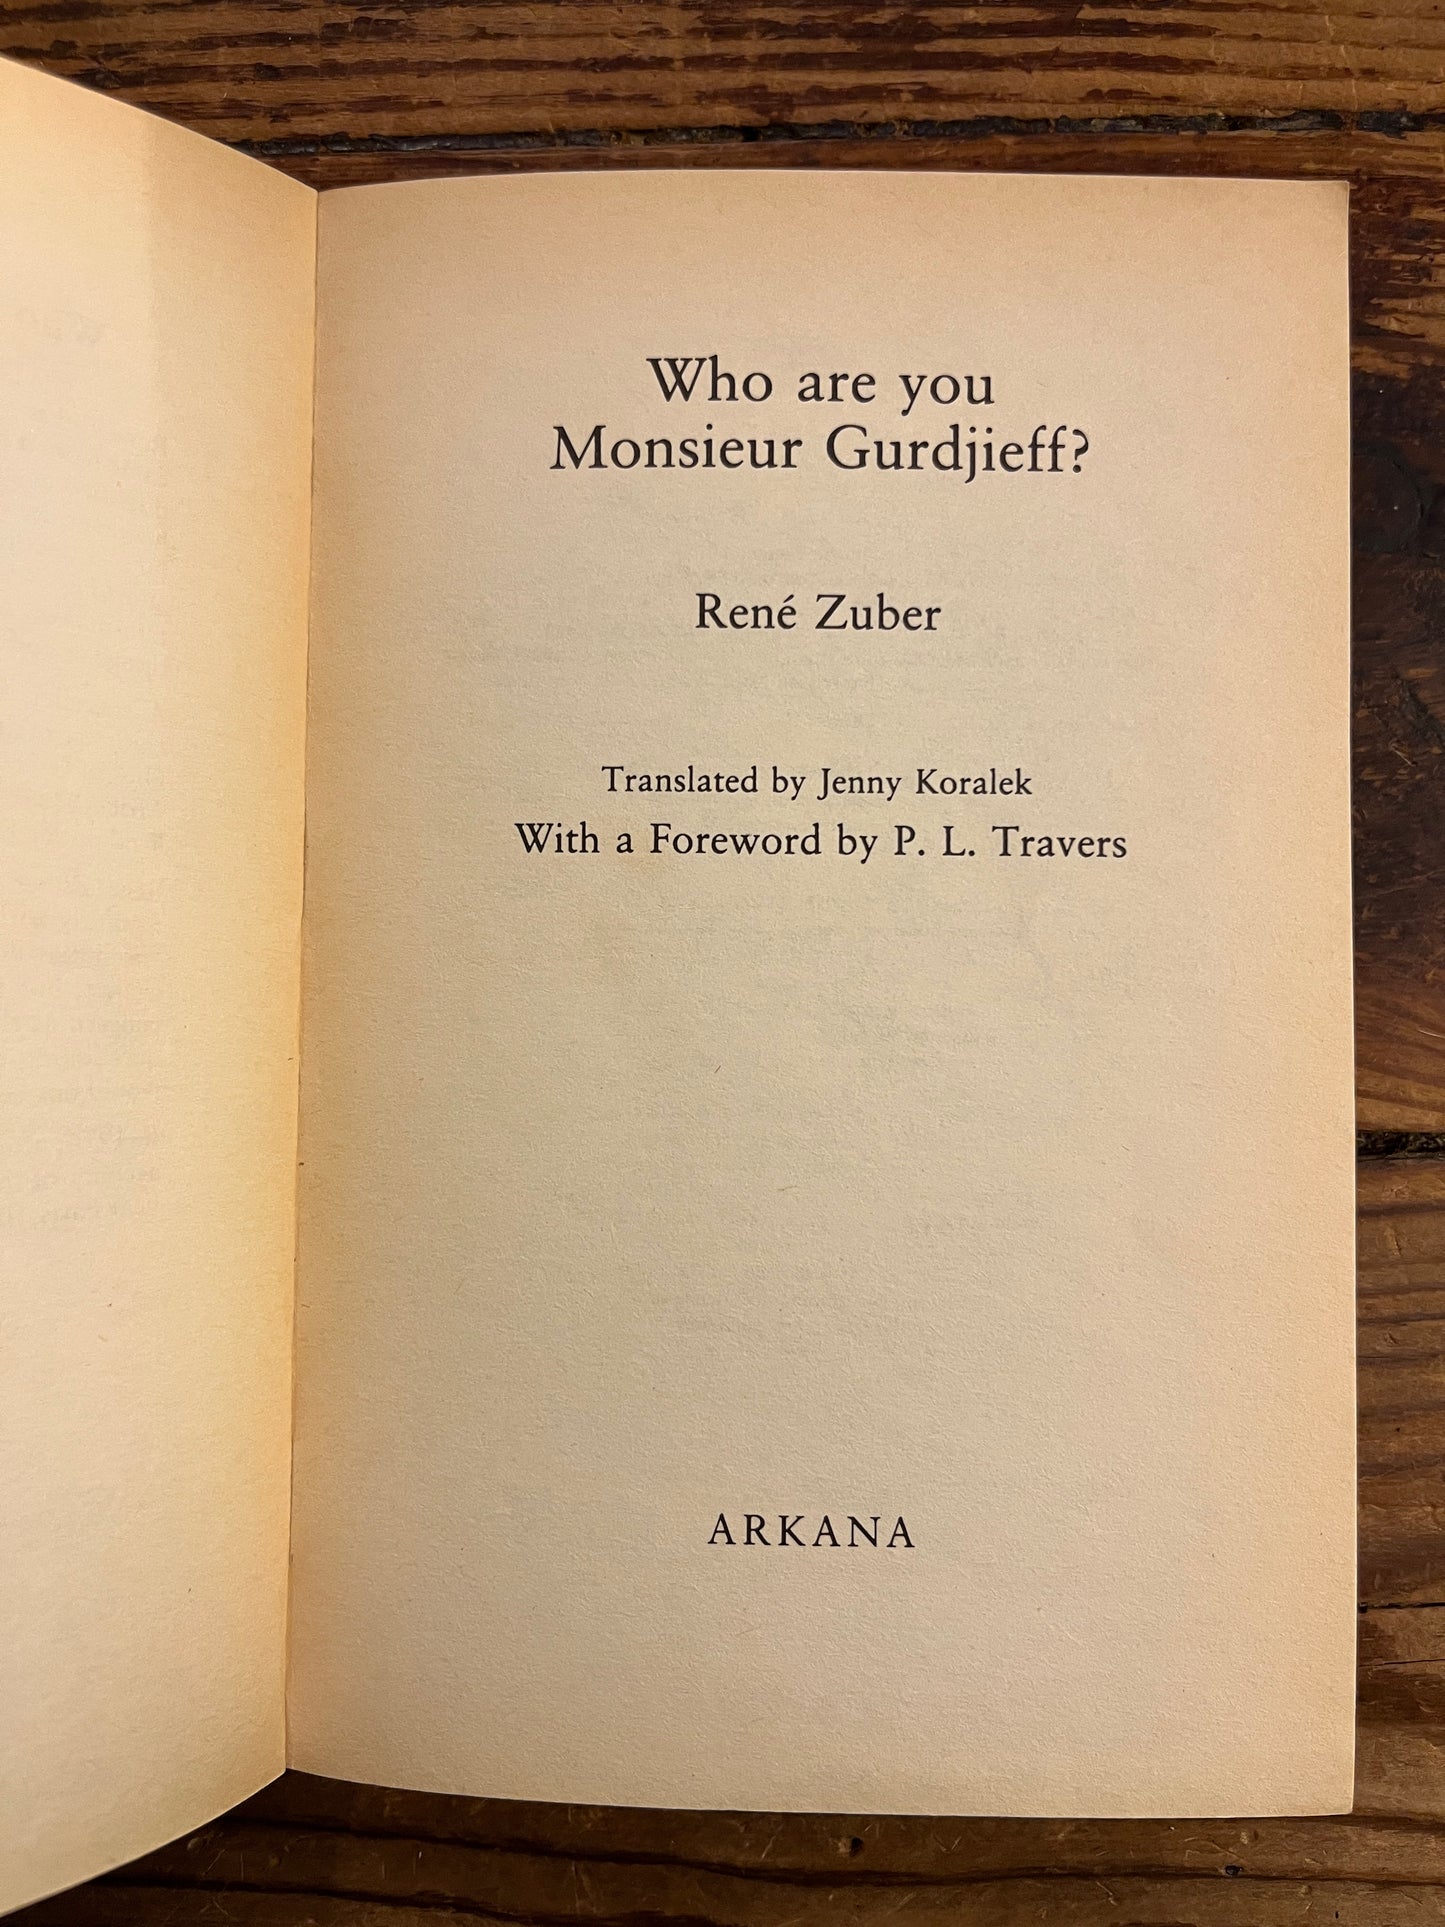 Who are you
Monsieur Gurdjieff?
René Zuber
Translated by Jenny Koralek
With a Foreword by P. L. Travers
ARKANA